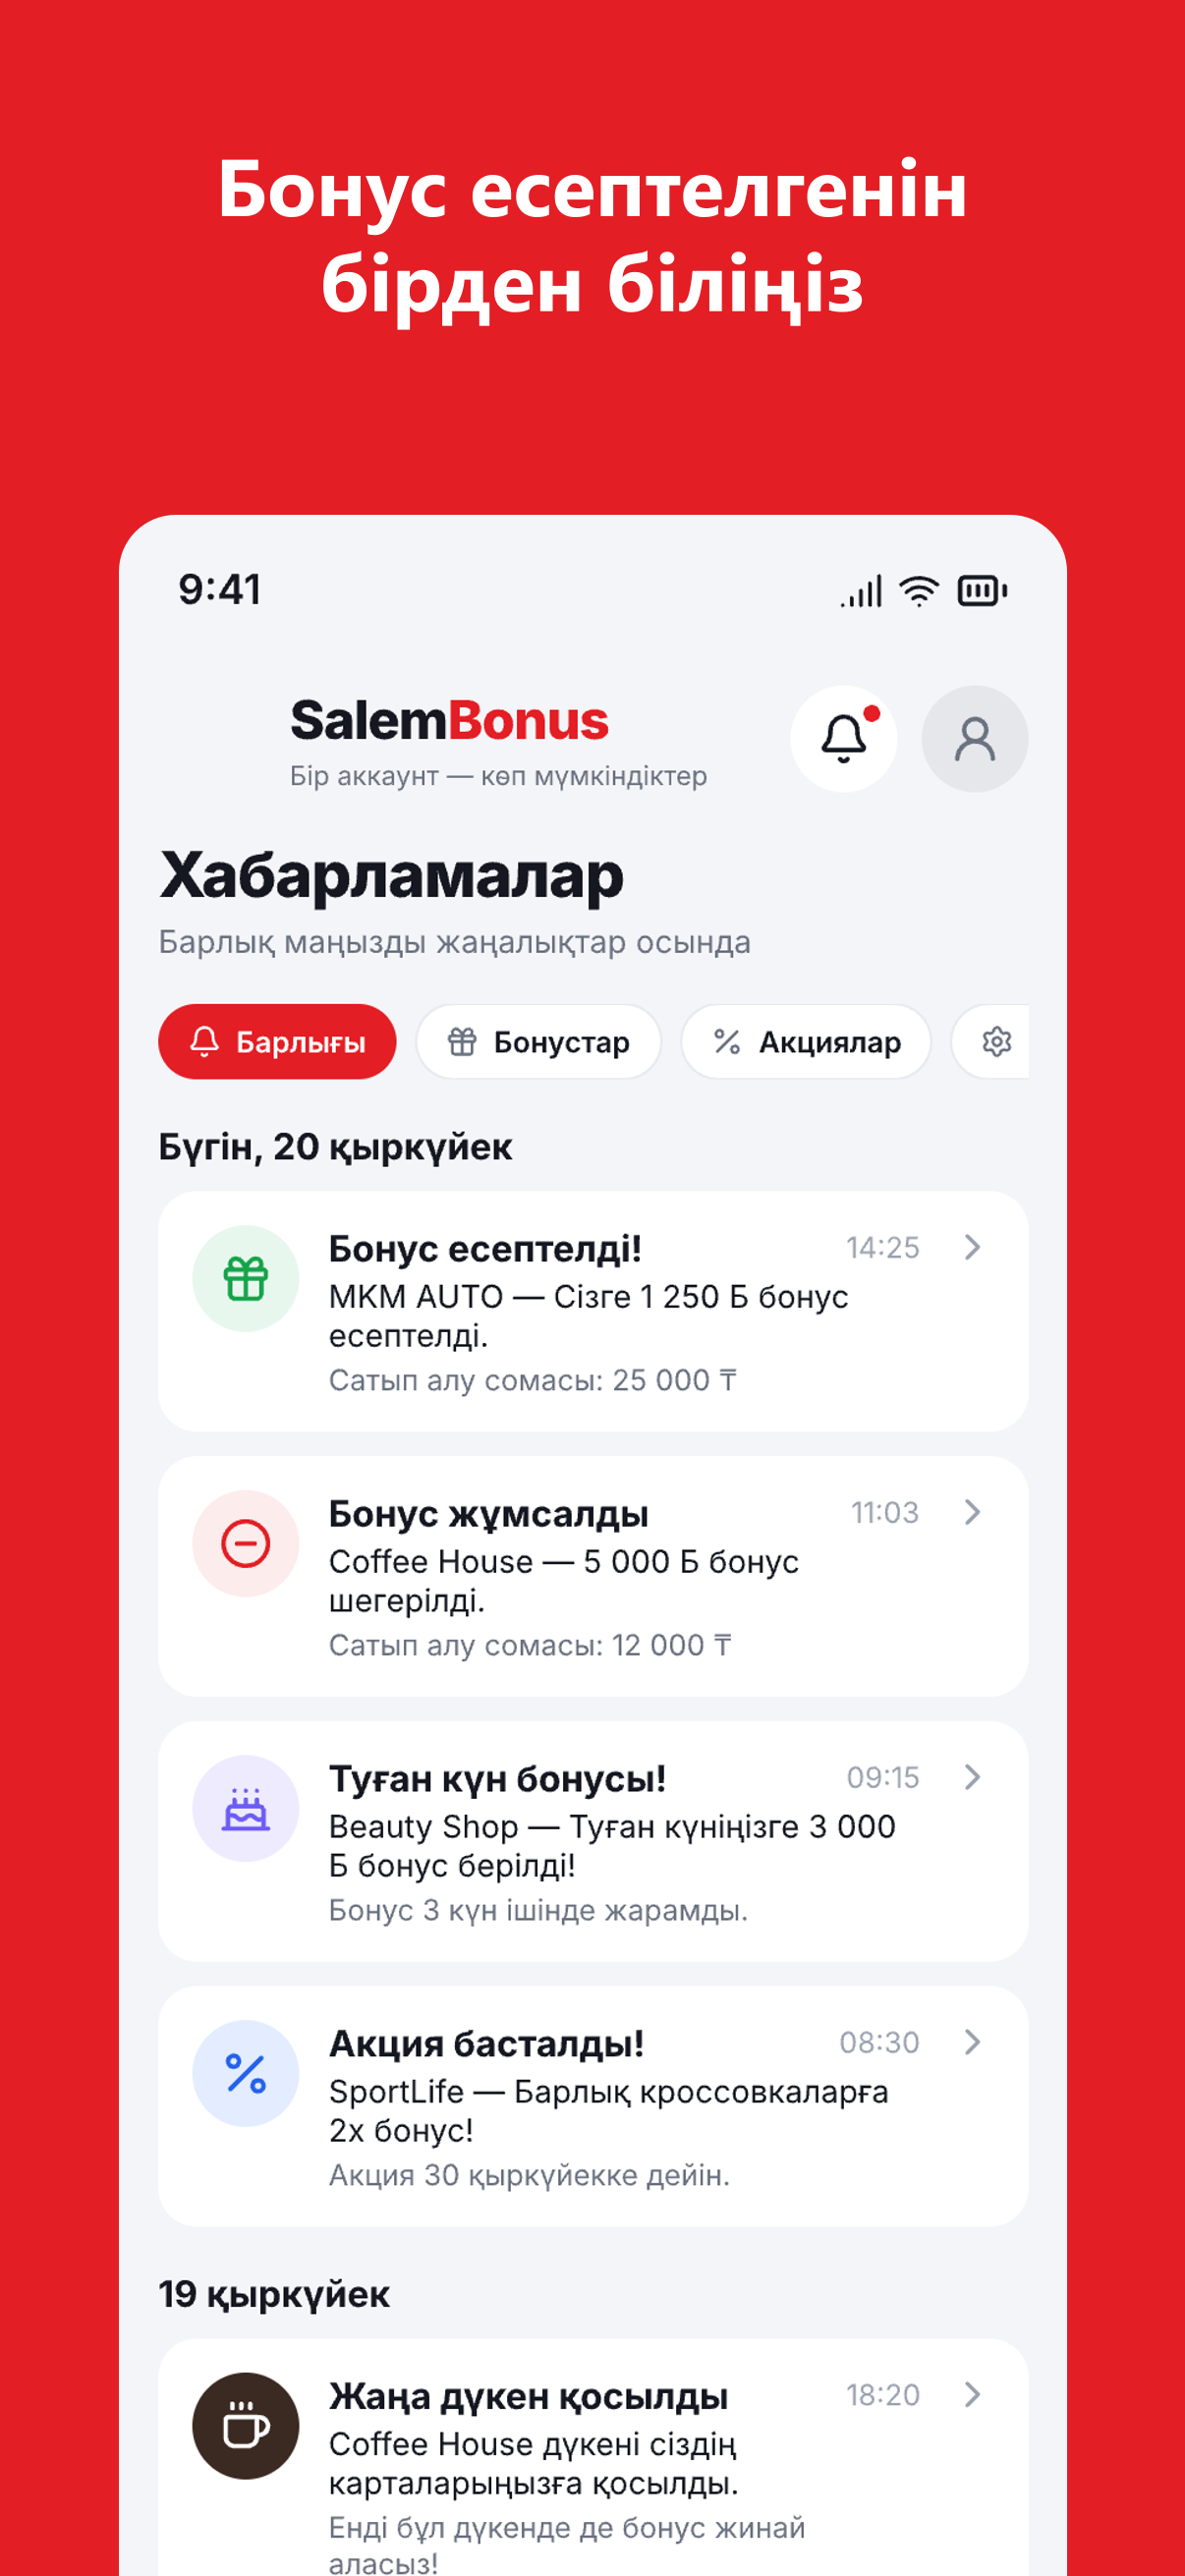 Бонус есептелгенін
бірден біліңіз
9:41
SalemBonus
Бір аккаунт — көп мүмкіндіктер
Хабарламалар
Барлық маңызды жаңалықтар осында
Барлығы
Бонустар
Акциялар
Бүгін, 20 қыркүйек
Бонус есептелді!
14:25
MKM AUTO — Сізге 1 250 Б бонус
есептелді.
Сатып алу сомасы: 25 000 ₸
Бонус жұмсалды
11:03
Coffee House — 5 000 Б бонус
шегерілді.
Сатып алу сомасы: 12 000 ₸
Туған күн бонусы!
09:15
Beauty Shop — Туған күніңізге 3 000
Б бонус берілді!
Бонус 3 күн ішінде жарамды.
Акция басталды!
08:30
SportLife — Барлық кроссовкаларға
2x бонус!
Акция 30 қыркүйекке дейін.
19 қыркүйек
Жаңа дүкен қосылды
18:20
Coffee House дүкені сіздің
карталарыңызға қосылды.
Енді бұл дүкенде де бонус жинай
аласыз!